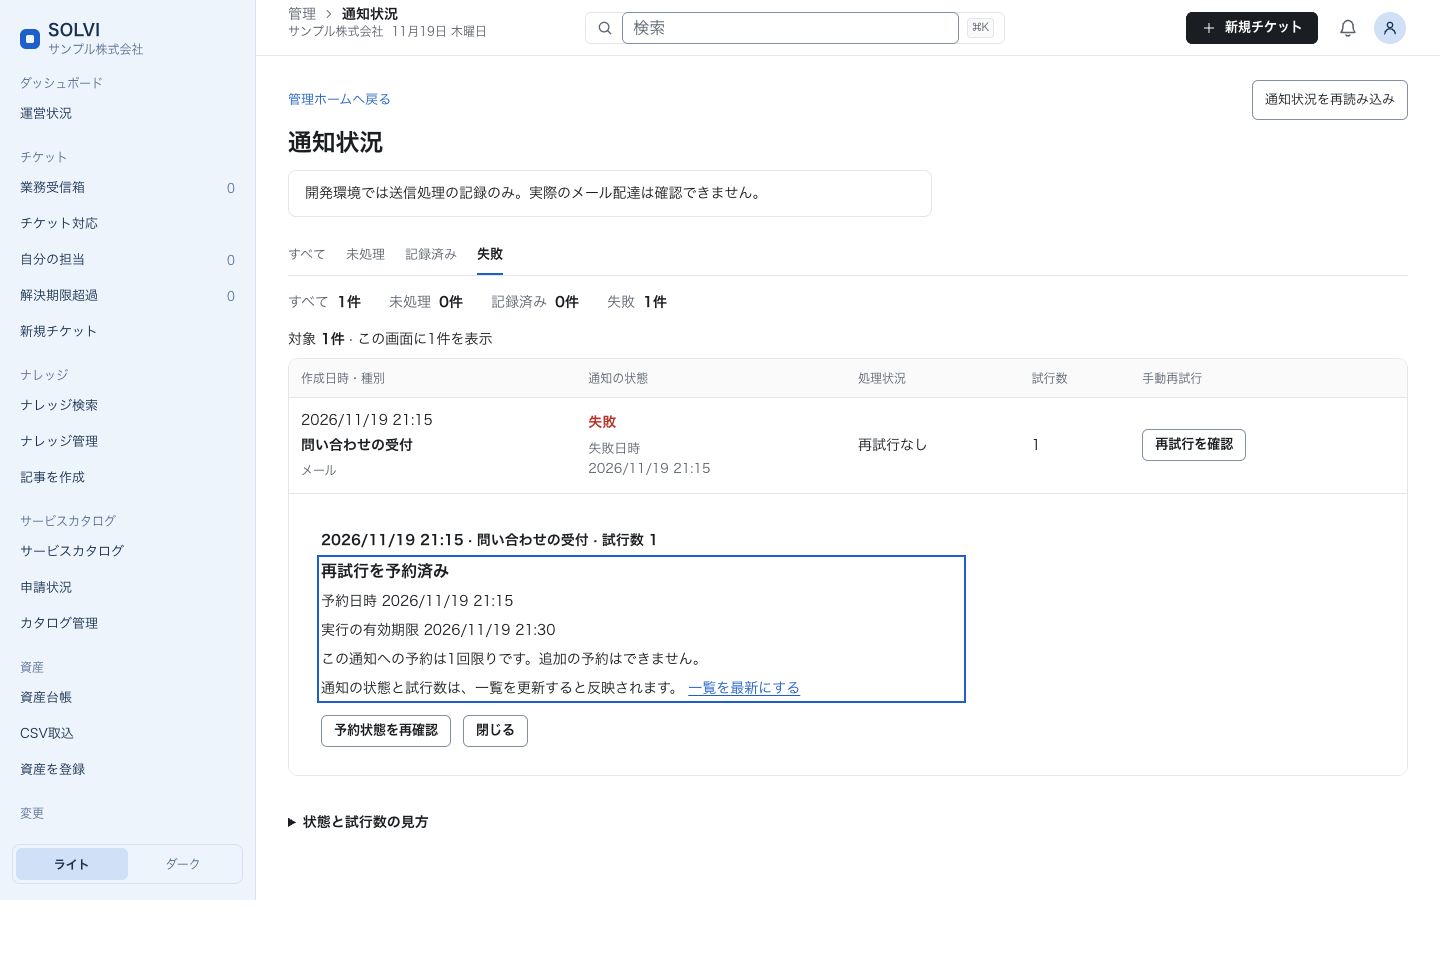 SOLVI
サンプル株式会社
ダッシュボード
運営状況
チケット
業務受信箱 0
チケット対応
自分の担当 0
解決期限超過 0
新規チケット
ナレッジ
ナレッジ検索
ナレッジ管理
記事を作成
サービスカタログ
サービスカタログ
申請状況
カタログ管理
資産
資産台帳
CSV取込
資産を登録
変更
ライト ダーク
管理 > 通知状況
サンプル株式会社 11月19日 木曜日
検索 ⌘K
+ 新規チケット
管理ホームへ戻る
通知状況を再読み込み
通知状況
開発環境では送信処理の記録のみ。実際のメール配達は確認できません。
すべて 未処理 記録済み 失敗
すべて 1件 未処理 0件 記録済み 0件 失敗 1件
対象 1件 · この画面に1件を表示
作成日時・種別 通知の状態 処理状況 試行数 手動再試行
2026/11/19 21:15
問い合わせの受付
メール
失敗
失敗日時
2026/11/19 21:15
再試行なし
1
再試行を確認
2026/11/19 21:15 · 問い合わせの受付 · 試行数 1
再試行を予約済み
予約日時 2026/11/19 21:15
実行の有効期限 2026/11/19 21:30
この通知への予約は1回限りです。追加の予約はできません。
通知の状態と試行数は、一覧を更新すると反映されます。 一覧を最新にする
予約状態を再確認 閉じる
▶ 状態と試行数の見方